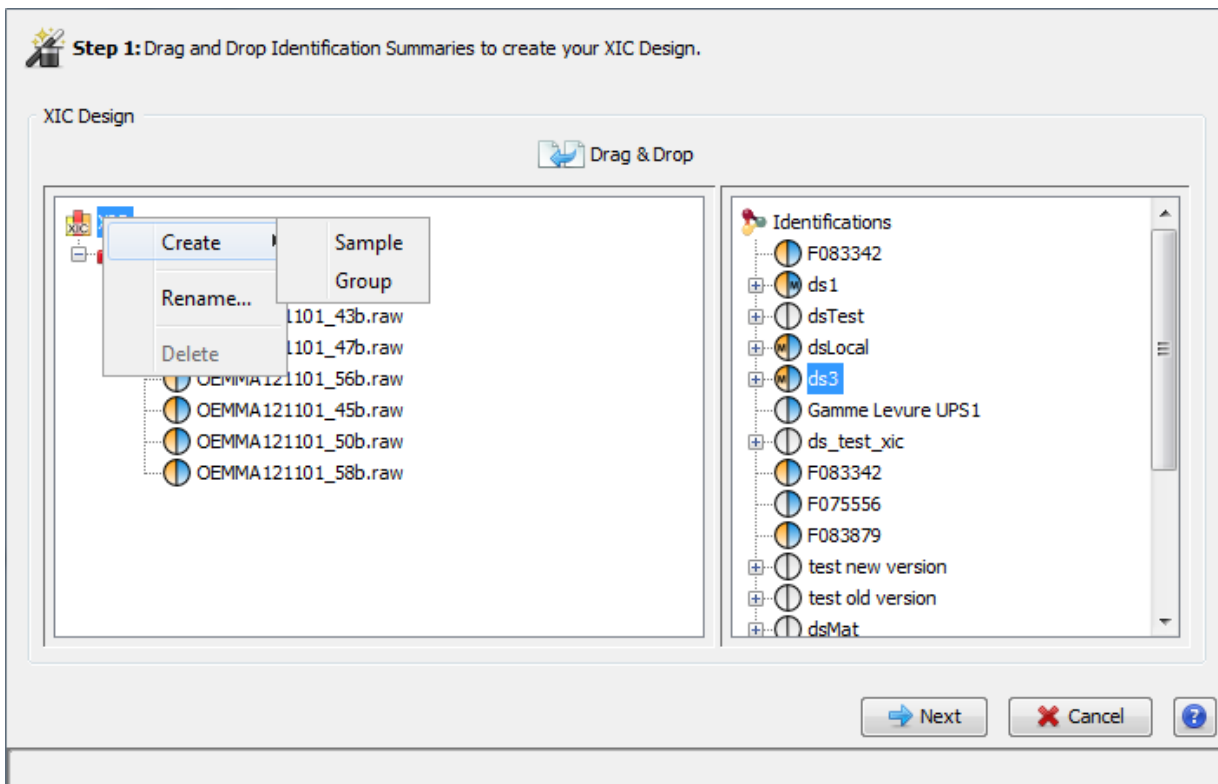 Step 1: Drag and Drop Identification Summaries to create your XIC Design.
XIC Design
Drag & Drop
XIC
Create
Sample
Group
Rename...
Delete
1101_43b.raw
1101_47b.raw
OEMMA121101_56b.raw
OEMMA121101_45b.raw
OEMMA121101_50b.raw
OEMMA121101_58b.raw
Identifications
F083342
ds1
dsTest
dsLocal
ds3
Gamme Levure UPS1
ds_test_xic
F083342
F075556
F083879
test new version
test old version
dsMat
Next
Cancel